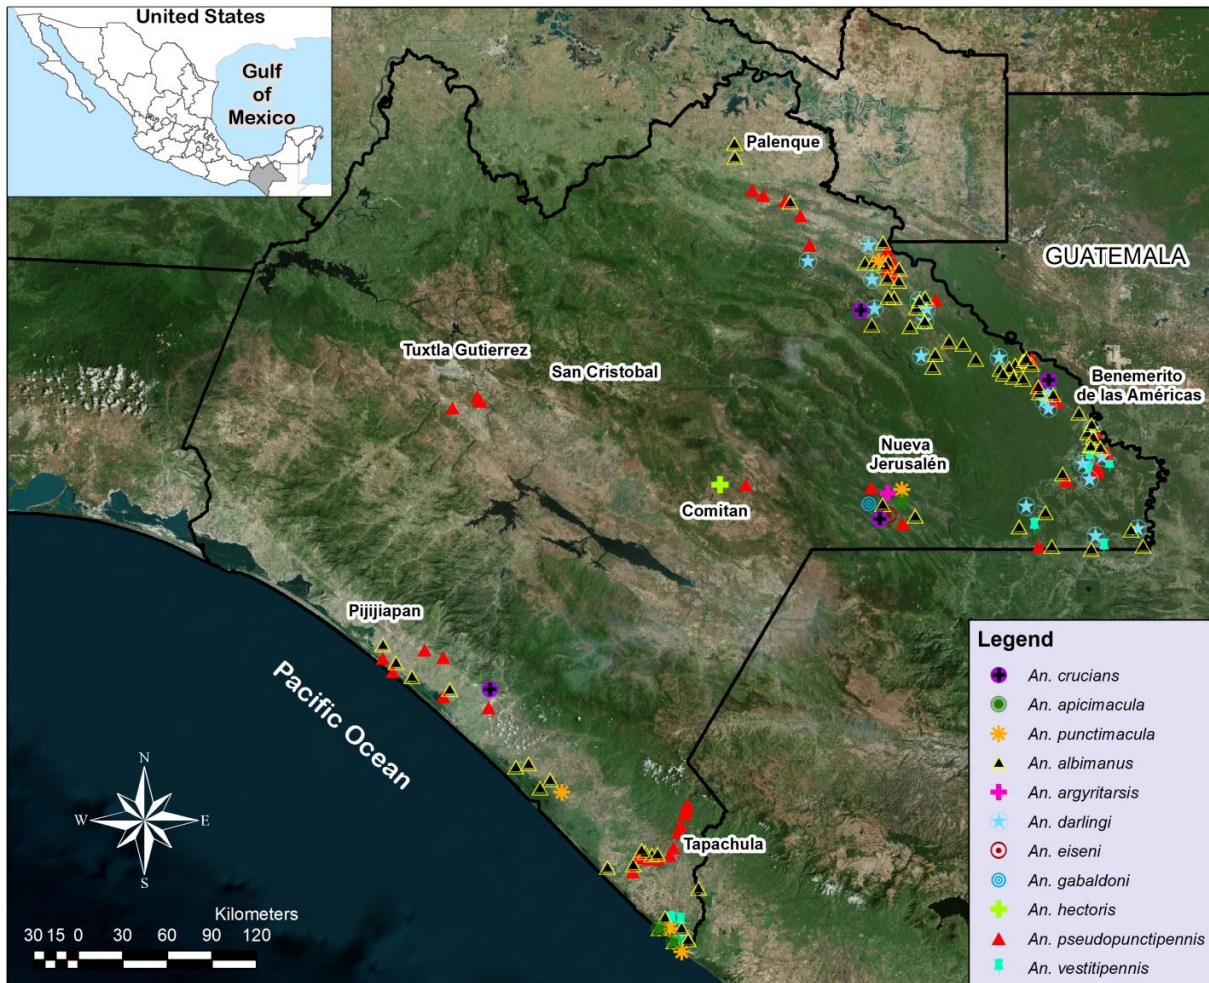 United States
Gulf
of
Mexico
Palenque
GUATEMALA
Tuxtla Gutierrez
San Cristobal
Benemerito
de las Américas
Nueva
Jerusalén
Comitan
Pijijiapan
Pacific Ocean
Tapachula
N
W
E
S
Kilometers
30 15 0 30 60 90 120
Legend
An. crucians
An. apicimacula
An. punctimacula
An. albimanus
An. argyritarsis
An. darlingi
An. eiseni
An. gabaldoni
An. hectoris
An. pseudopunctipennis
An. vestitipennis